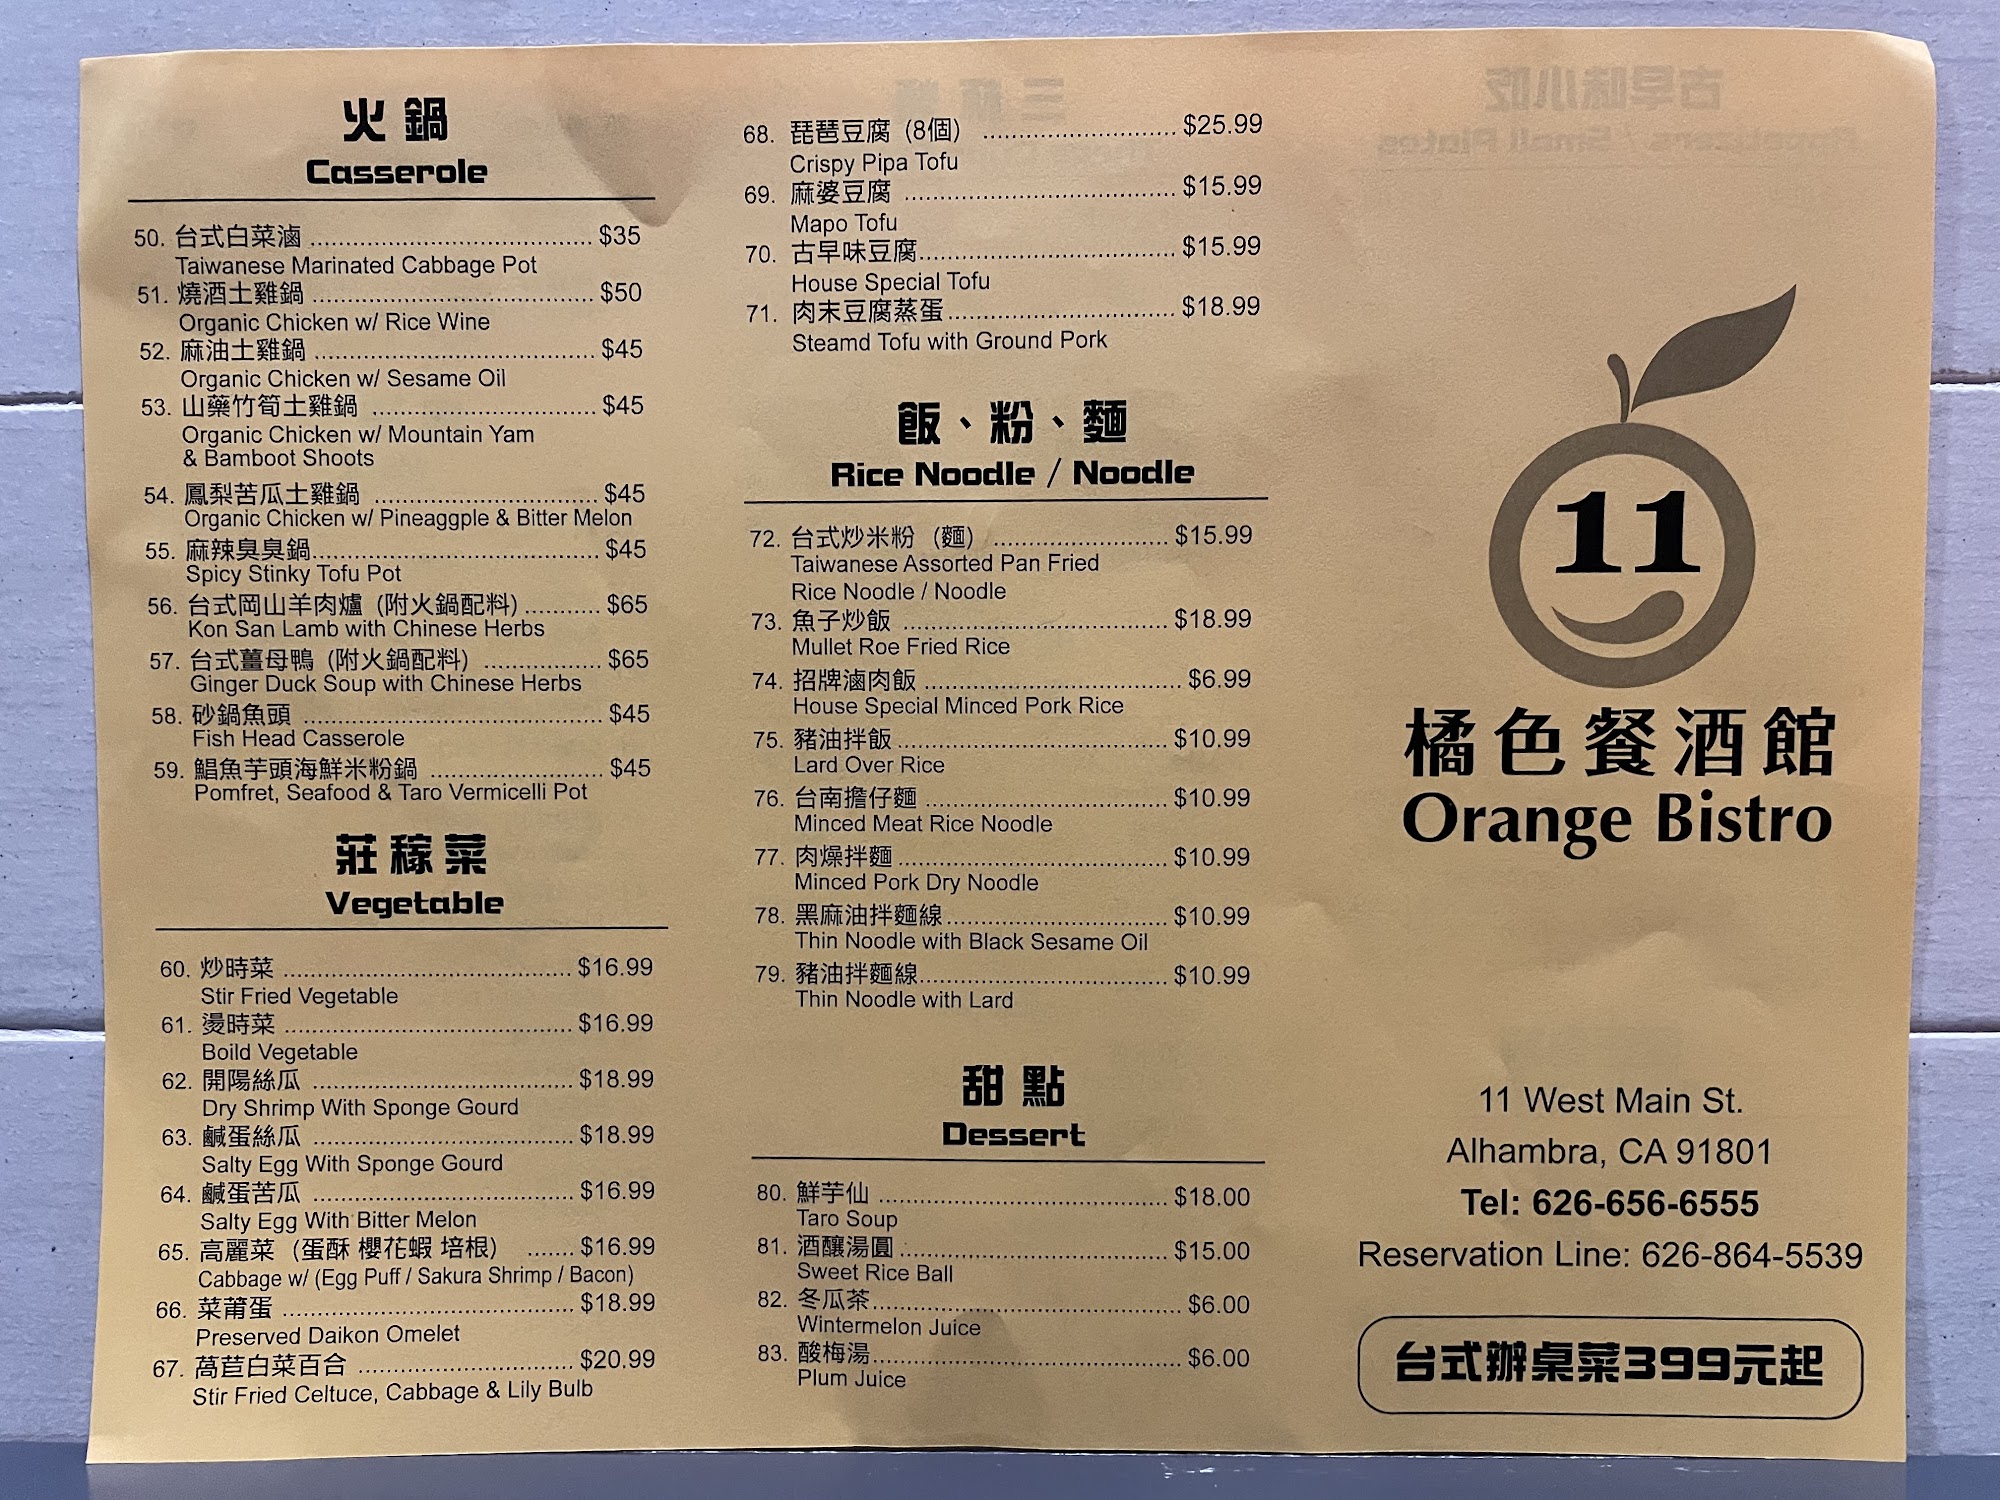 火鍋
Casserole
50. 台式白菜滷 ........ $35
Taiwanese Marinated Cabbage Pot
51. 燒酒土雞鍋 ........ $50
Organic Chicken w/ Rice Wine
52. 麻油土雞鍋 ........ $45
Organic Chicken w/ Sesame Oil
53. 山藥竹筍土雞鍋 ........ $45
Organic Chicken w/ Mountain Yam
& Bamboot Shoots
54. 鳳梨苦瓜土雞鍋 ........ $45
Organic Chicken w/ Pineaggple & Bitter Melon
55. 麻辣臭臭鍋 ........ $45
Spicy Stinky Tofu Pot
56. 台式岡山羊肉爐 (附火鍋配料) ........ $65
Kon San Lamb with Chinese Herbs
57. 台式薑母鴨 (附火鍋配料) ........ $65
Ginger Duck Soup with Chinese Herbs
58. 砂鍋魚頭 ........ $45
Fish Head Casserole
59. 鯧魚芋頭海鮮米粉鍋 ........ $45
Pomfret, Seafood & Taro Vermicelli Pot
莊稼菜
Vegetable
60. 炒時菜 ........ $16.99
Stir Fried Vegetable
61. 燙時菜 ........ $16.99
Boild Vegetable
62. 開陽絲瓜 ........ $18.99
Dry Shrimp With Sponge Gourd
63. 鹹蛋絲瓜 ........ $18.99
Salty Egg With Sponge Gourd
64. 鹹蛋苦瓜 ........ $16.99
Salty Egg With Bitter Melon
65. 高麗菜 (蛋酥 櫻花蝦 培根) ........ $16.99
Cabbage w/ (Egg Puff / Sakura Shrimp / Bacon)
66. 菜莆蛋 ........ $18.99
Preserved Daikon Omelet
67. 萵苣白菜百合 ........ $20.99
Stir Fried Celtuce, Cabbage & Lily Bulb
68. 琵琶豆腐 (8個) ........ $25.99
Crispy Pipa Tofu
69. 麻婆豆腐 ........ $15.99
Mapo Tofu
70. 古早味豆腐 ........ $15.99
House Special Tofu
71. 肉末豆腐蒸蛋 ........ $18.99
Steamd Tofu with Ground Pork
飯、粉、麵
Rice Noodle / Noodle
72. 台式炒米粉 (麵) ........ $15.99
Taiwanese Assorted Pan Fried
Rice Noodle / Noodle
73. 魚子炒飯 ........ $18.99
Mullet Roe Fried Rice
74. 招牌滷肉飯 ........ $6.99
House Special Minced Pork Rice
75. 豬油拌飯 ........ $10.99
Lard Over Rice
76. 台南擔仔麵 ........ $10.99
Minced Meat Rice Noodle
77. 肉燥拌麵 ........ $10.99
Minced Pork Dry Noodle
78. 黑麻油拌麵線 ........ $10.99
Thin Noodle with Black Sesame Oil
79. 豬油拌麵線 ........ $10.99
Thin Noodle with Lard
甜點
Dessert
80. 鮮芋仙 ........ $18.00
Taro Soup
81. 酒釀湯圓 ........ $15.00
Sweet Rice Ball
82. 冬瓜茶 ........ $6.00
Wintermelon Juice
83. 酸梅湯 ........ $6.00
Plum Juice
11
橘色餐酒館
Orange Bistro
11 West Main St.
Alhambra, CA 91801
Tel: 626-656-6555
Reservation Line: 626-864-5539
台式辦桌菜399元起